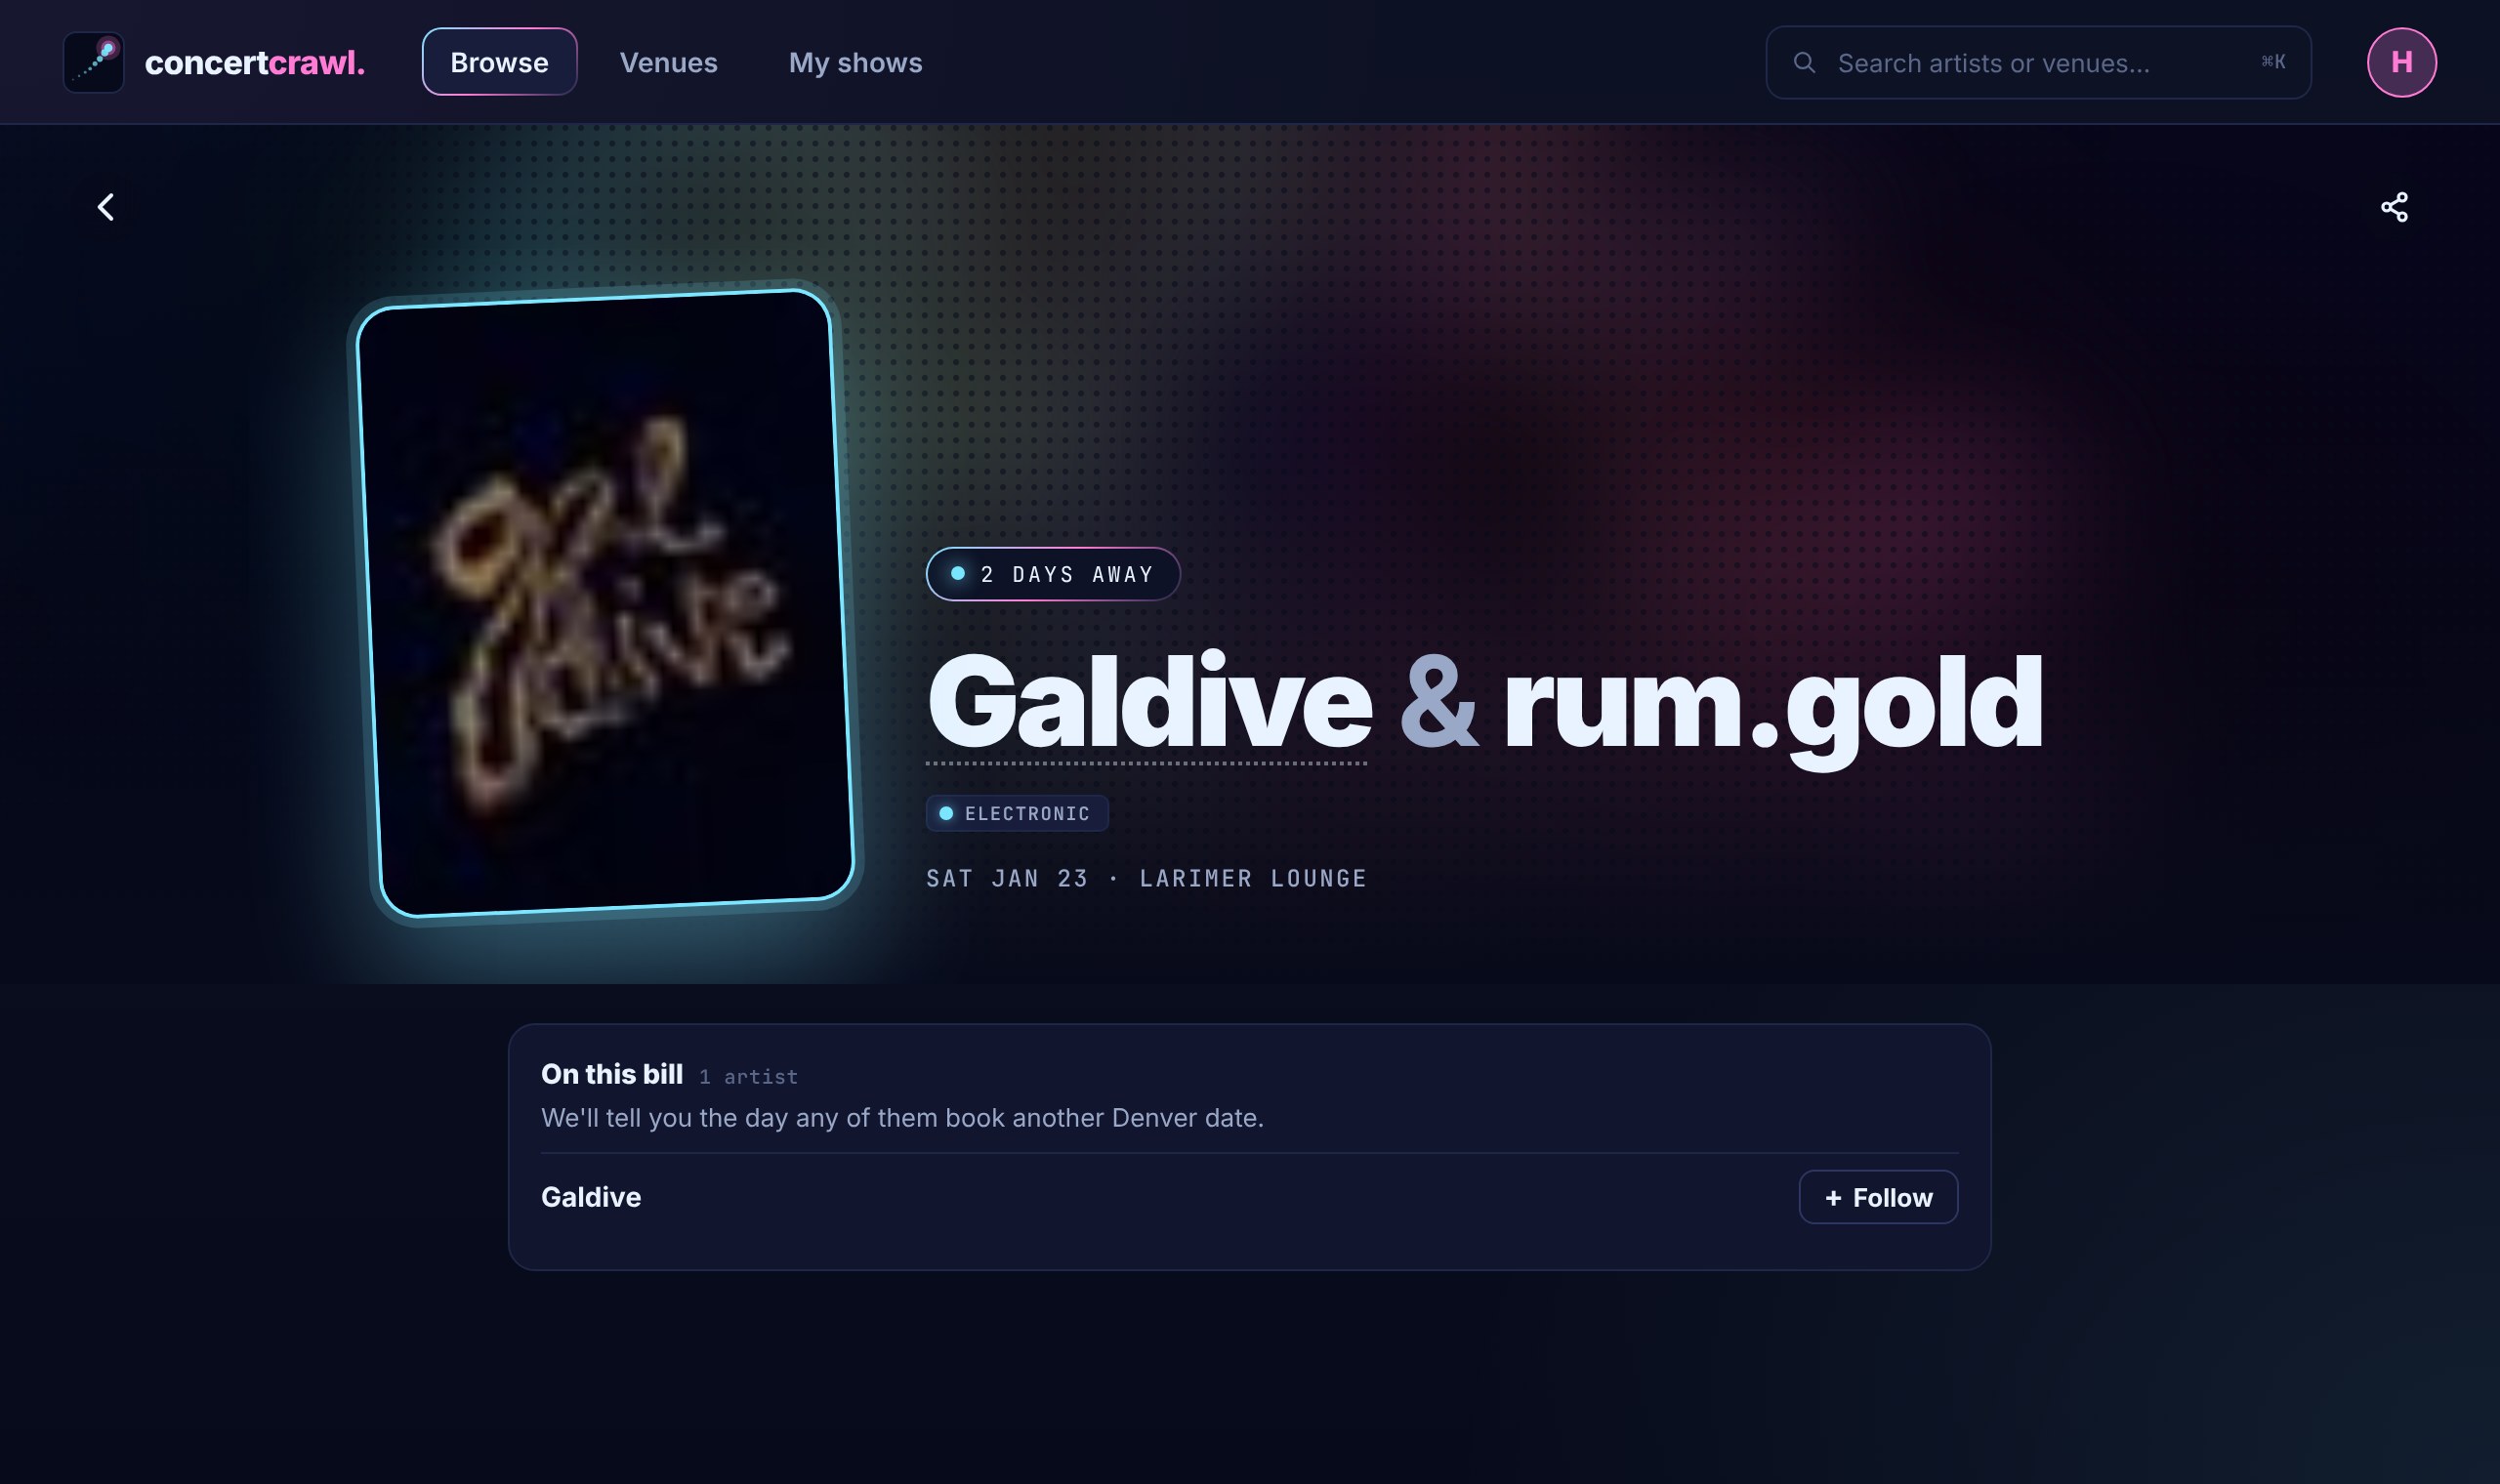 concertcrawl.
Browse
Venues
My shows
Search artists or venues...
⌘K
H
gal
dive
2 DAYS AWAY
Galdive & rum.gold
ELECTRONIC
SAT JAN 23 · LARIMER LOUNGE
On this bill 1 artist
We'll tell you the day any of them book another Denver date.
Galdive
+ Follow